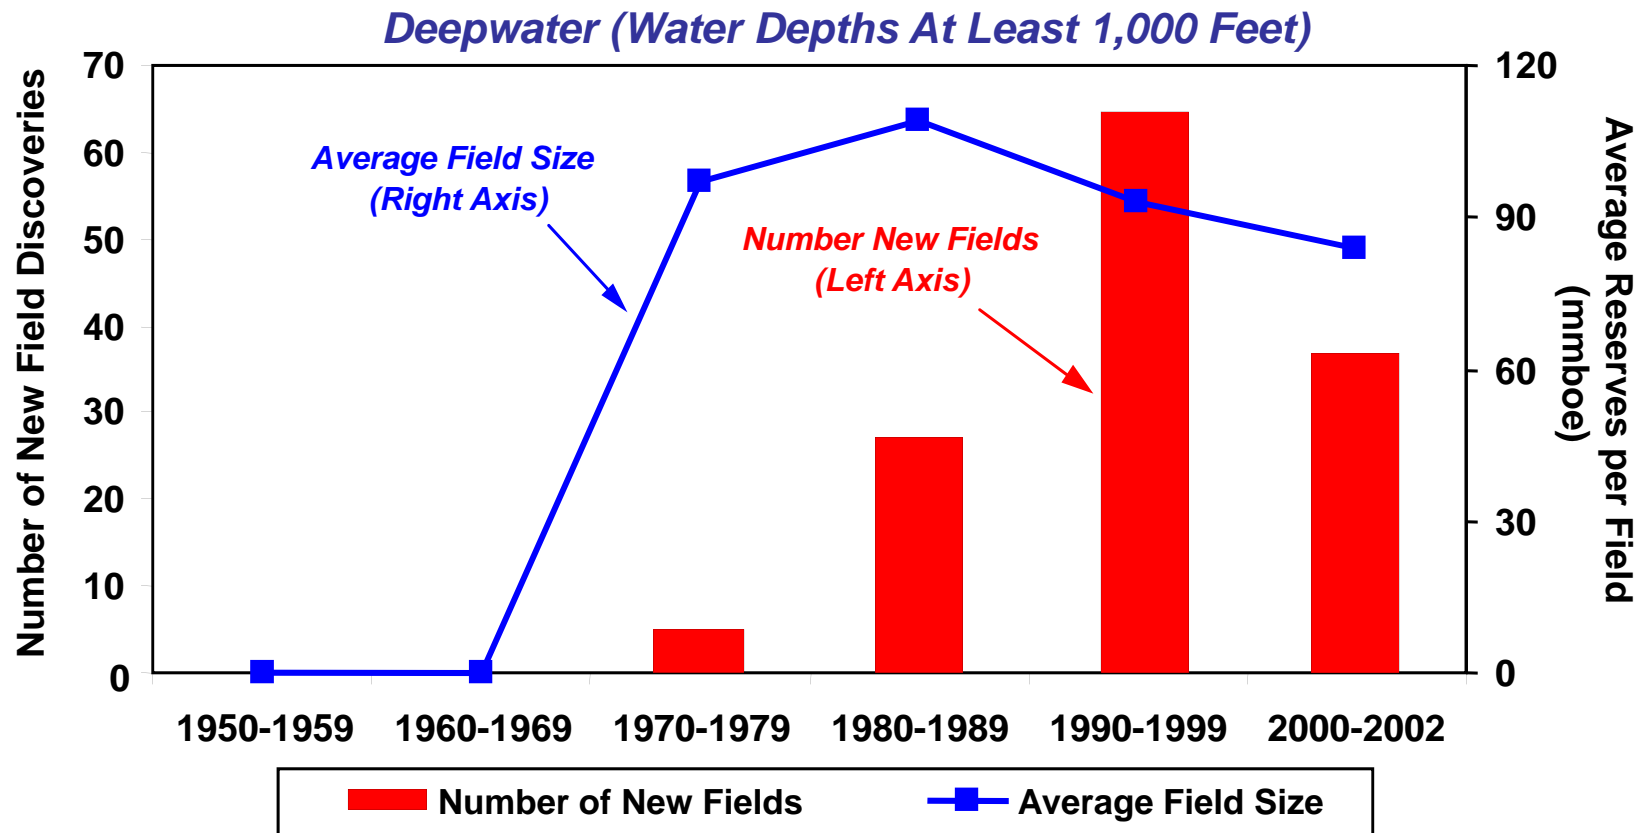 Deepwater (Water Depths At Least 1,000 Feet)
Number of New Field Discoveries
70
60
50
40
30
20
10
0
Average Field Size
(Right Axis)
Number New Fields
(Left Axis)
120
90
60
30
0
Average Reserves per Field
(mmboe)
1950-1959 1960-1969 1970-1979 1980-1989 1990-1999 2000-2002
Number of New Fields Average Field Size